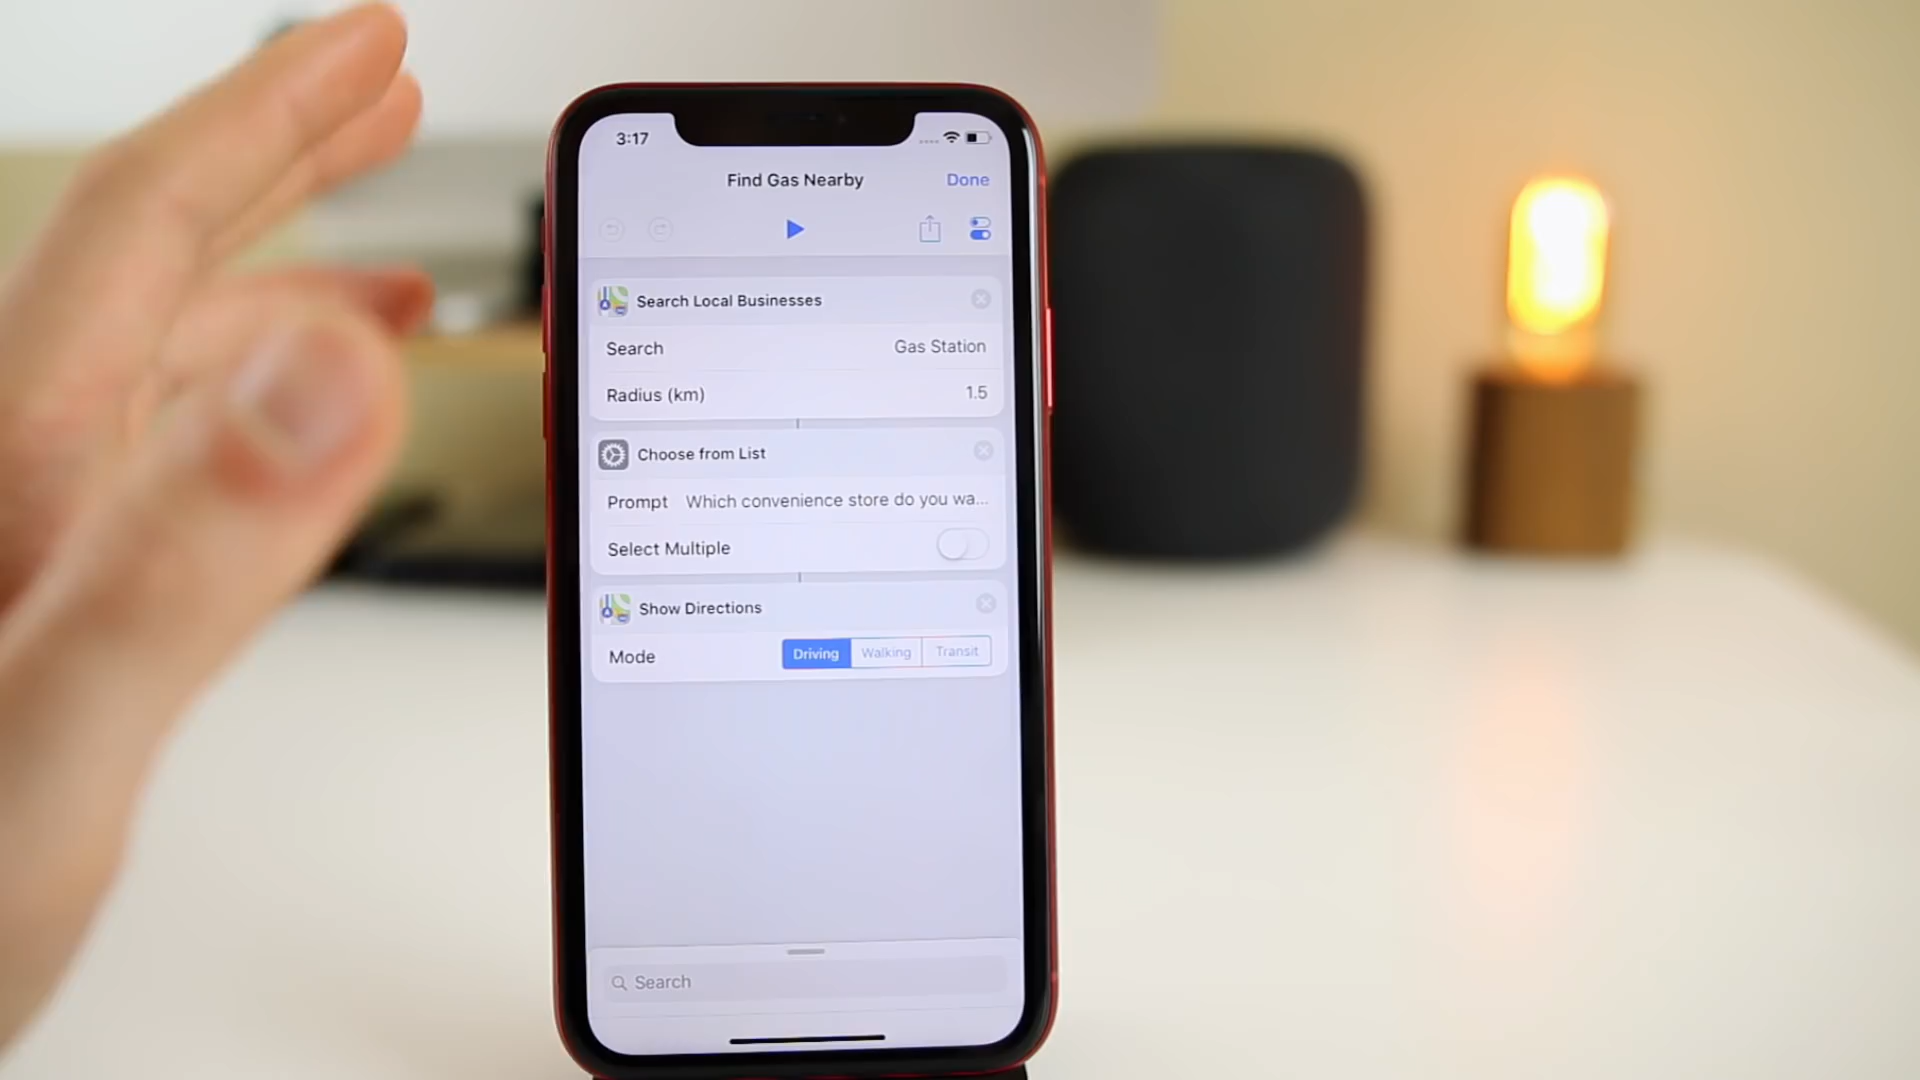 3:17
Find Gas Nearby
Done
Search Local Businesses
Search
Gas Station
Radius (km)
1.5
Choose from List
Prompt
Which convenience store do you wa...
Select Multiple
Show Directions
Mode
Driving
Walking
Transit
Search